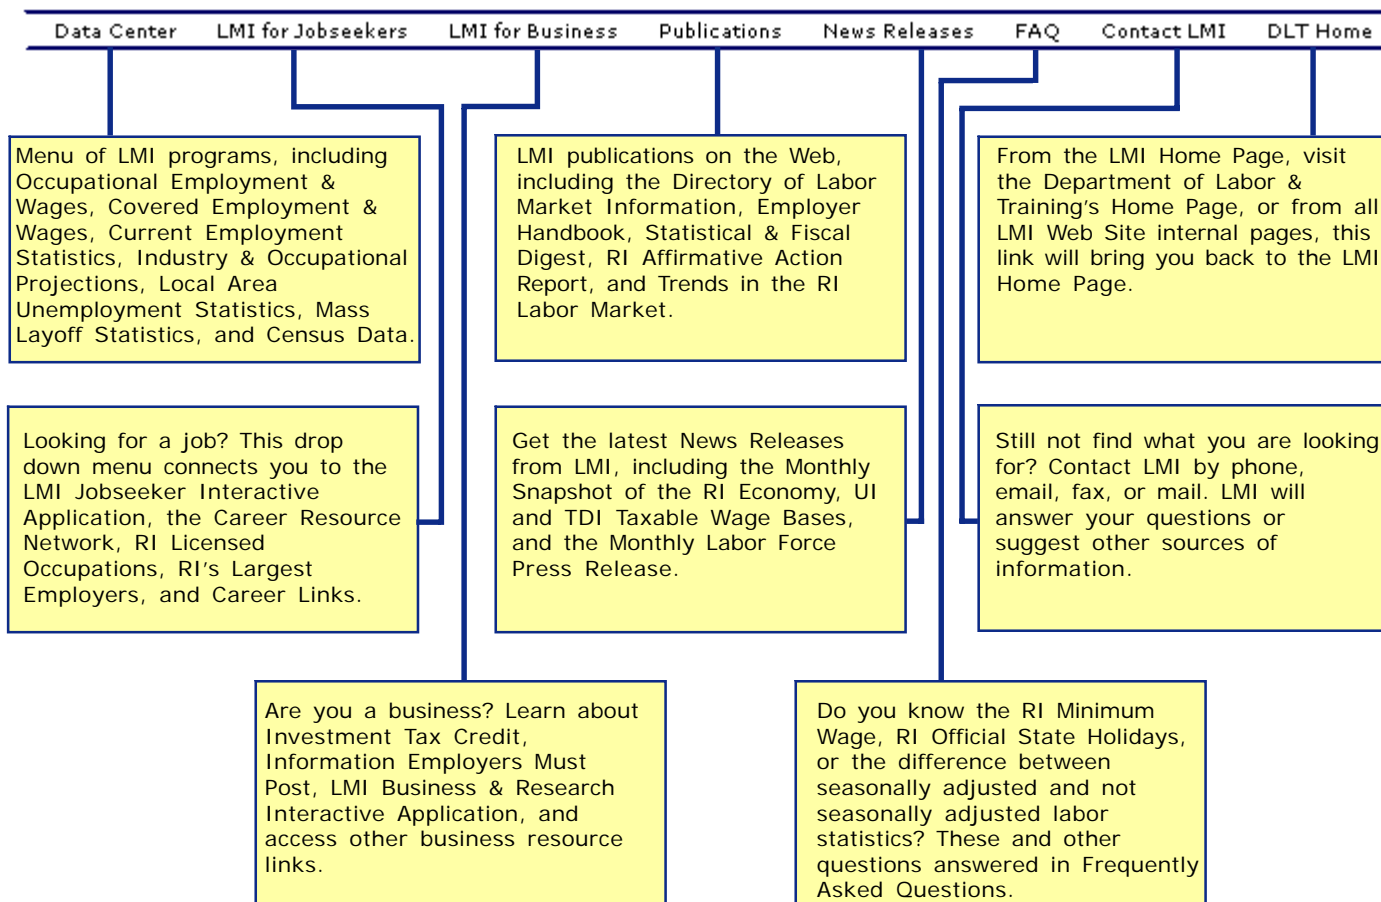 Data Center LMI for Jobseekers LMI for Business Publications News Releases FAQ Contact LMI DLT Home
Menu of LMI programs, including
Occupational Employment &
Wages, Covered Employment &
Wages, Current Employment
Statistics, Industry & Occupational
Projections, Local Area
Unemployment Statistics, Mass
Layoff Statistics, and Census Data.
LMI publications on the Web,
including the Directory of Labor
Market Information, Employer
Handbook, Statistical & Fiscal
Digest, RI Affirmative Action
Report, and Trends in the RI
Labor Market.
From the LMI Home Page, visit
the Department of Labor &
Training's Home Page, or from all
LMI Web Site internal pages, this
link will bring you back to the LMI
Home Page.
Looking for a job? This drop
down menu connects you to the
LMI Jobseeker Interactive
Application, the Career Resource
Network, RI Licensed
Occupations, RI's Largest
Employers, and Career Links.
Get the latest News Releases
from LMI, including the Monthly
Snapshot of the RI Economy, UI
and TDI Taxable Wage Bases,
and the Monthly Labor Force
Press Release.
Still not find what you are looking
for? Contact LMI by phone,
email, fax, or mail. LMI will
answer your questions or
suggest other sources of
information.
Are you a business? Learn about
Investment Tax Credit,
Information Employers Must
Post, LMI Business & Research
Interactive Application, and
access other business resource
links.
Do you know the RI Minimum
Wage, RI Official State Holidays,
or the difference between
seasonally adjusted and not
seasonally adjusted labor
statistics? These and other
questions answered in Frequently
Asked Questions.